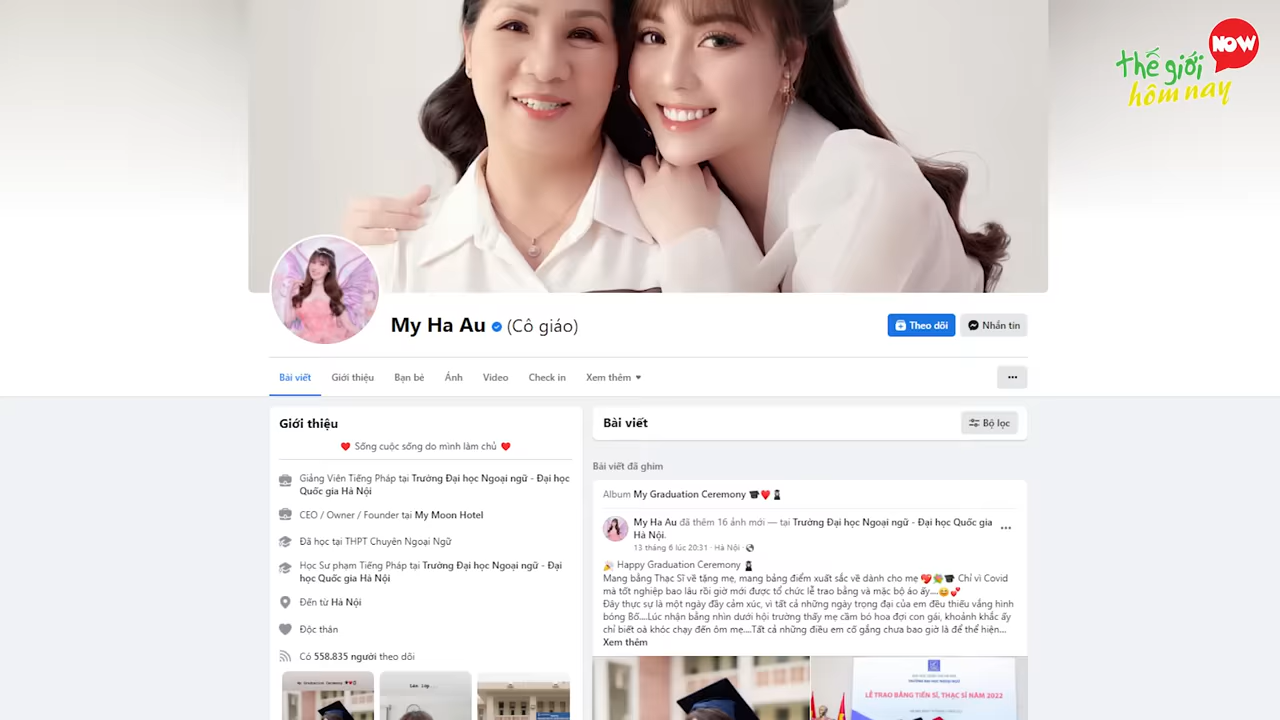 NOW
thế giới
hôm nay
My Ha Au (Cô giáo)
Theo dõi
Nhắn tin
Bài viết
Giới thiệu
Bạn bè
Ảnh
Video
Check in
Xem thêm
Giới thiệu
Sống cuộc sống do mình làm chủ
Giảng Viên Tiếng Pháp tại Trường Đại học Ngoại ngữ - Đại học
Quốc gia Hà Nội
CEO / Owner / Founder tại My Moon Hotel
Đã học tại THPT Chuyên Ngoại Ngữ
Học Sư phạm Tiếng Pháp tại Trường Đại học Ngoại ngữ - Đại
học Quốc gia Hà Nội
Đến từ Hà Nội
Độc thân
Có 558.835 người theo dõi
Bài viết
Bộ lọc
Bài viết đã ghim
Album My Graduation Ceremony
My Ha Au đã thêm 16 ảnh mới — tại Trường Đại học Ngoại ngữ - Đại học Quốc gia
Hà Nội.
13 tháng 6 lúc 20:31 · Hà Nội ·
Happy Graduation Ceremony
Mang bằng Thạc Sĩ về tặng mẹ, mang bảng điểm xuất sắc về dành cho mẹ Chỉ vì Covid
mà tốt nghiệp bao lâu rồi giờ mới được tổ chức lễ trao bằng và mặc bộ áo ấy....
Đây thực sự là một ngày đầy cảm xúc, vì tất cả những ngày trọng đại của em đều thiếu vắng hình
bóng Bố....Lúc nhận bằng nhìn dưới hội trường thấy mẹ cầm bó hoa đợi con gái, khoảnh khắc ấy
chỉ biết oà khóc chạy đến ôm mẹ....Tất cả những điều em cố gắng chưa bao giờ là để thể hiện...
Xem thêm
My Graduation Ceremony
LỄ TRAO BẰNG TIẾN SĨ, THẠC SĨ NĂM 2022